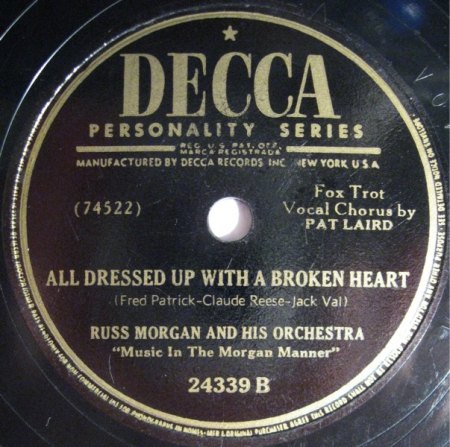 DECCA
PERSONALITY SERIES
REG. U.S. PAT. OFF.
MARCA REGISTRADA
MANUFACTURED BY DECCA RECORDS INC., NEW YORK, U.S.A.
(74522)
Fox Trot
Vocal Chorus by
PAT LAIRD
ALL DRESSED UP WITH A BROKEN HEART
(Fred Patrick-Claude Reese-Jack Val)
RUSS MORGAN AND HIS ORCHESTRA
"Music In The Morgan Manner"
24339 B